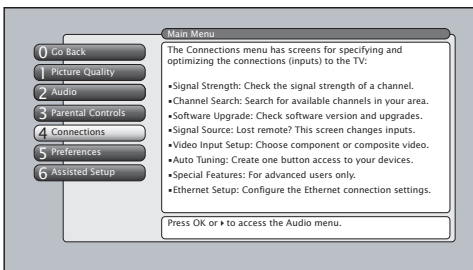 Main Menu
0 Go Back
1 Picture Quality
2 Audio
3 Parental Controls
4 Connections
5 Preferences
6 Assisted Setup
The Connections menu has screens for specifying and
optimizing the connections (inputs) to the TV:
▪Signal Strength: Check the signal strength of a channel.
▪Channel Search: Search for available channels in your area.
▪Software Upgrade: Check software version and upgrades.
▪Signal Source: Lost remote? This screen changes inputs.
▪Video Input Setup: Choose component or composite video.
▪Auto Tuning: Create one button access to your devices.
▪Special Features: For advanced users only.
▪Ethernet Setup: Configure the Ethernet connection settings.
Press OK or ▸ to access the Audio menu.